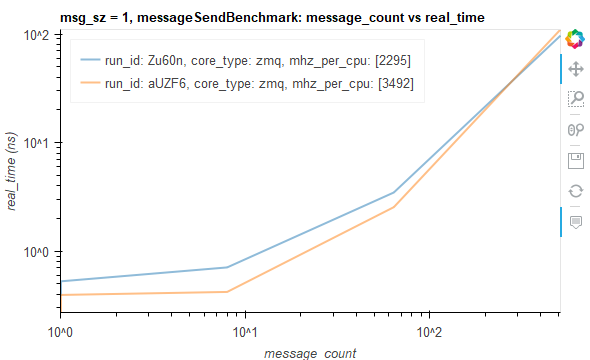 msg_sz = 1, messageSendBenchmark: message_count vs real_time
run_id: Zu60n, core_type: zmq, mhz_per_cpu: [2295]
run_id: aUZF6, core_type: zmq, mhz_per_cpu: [3492]
real_time (ns)
10^2
10^1
10^0
10^0 10^1 10^2
message_count